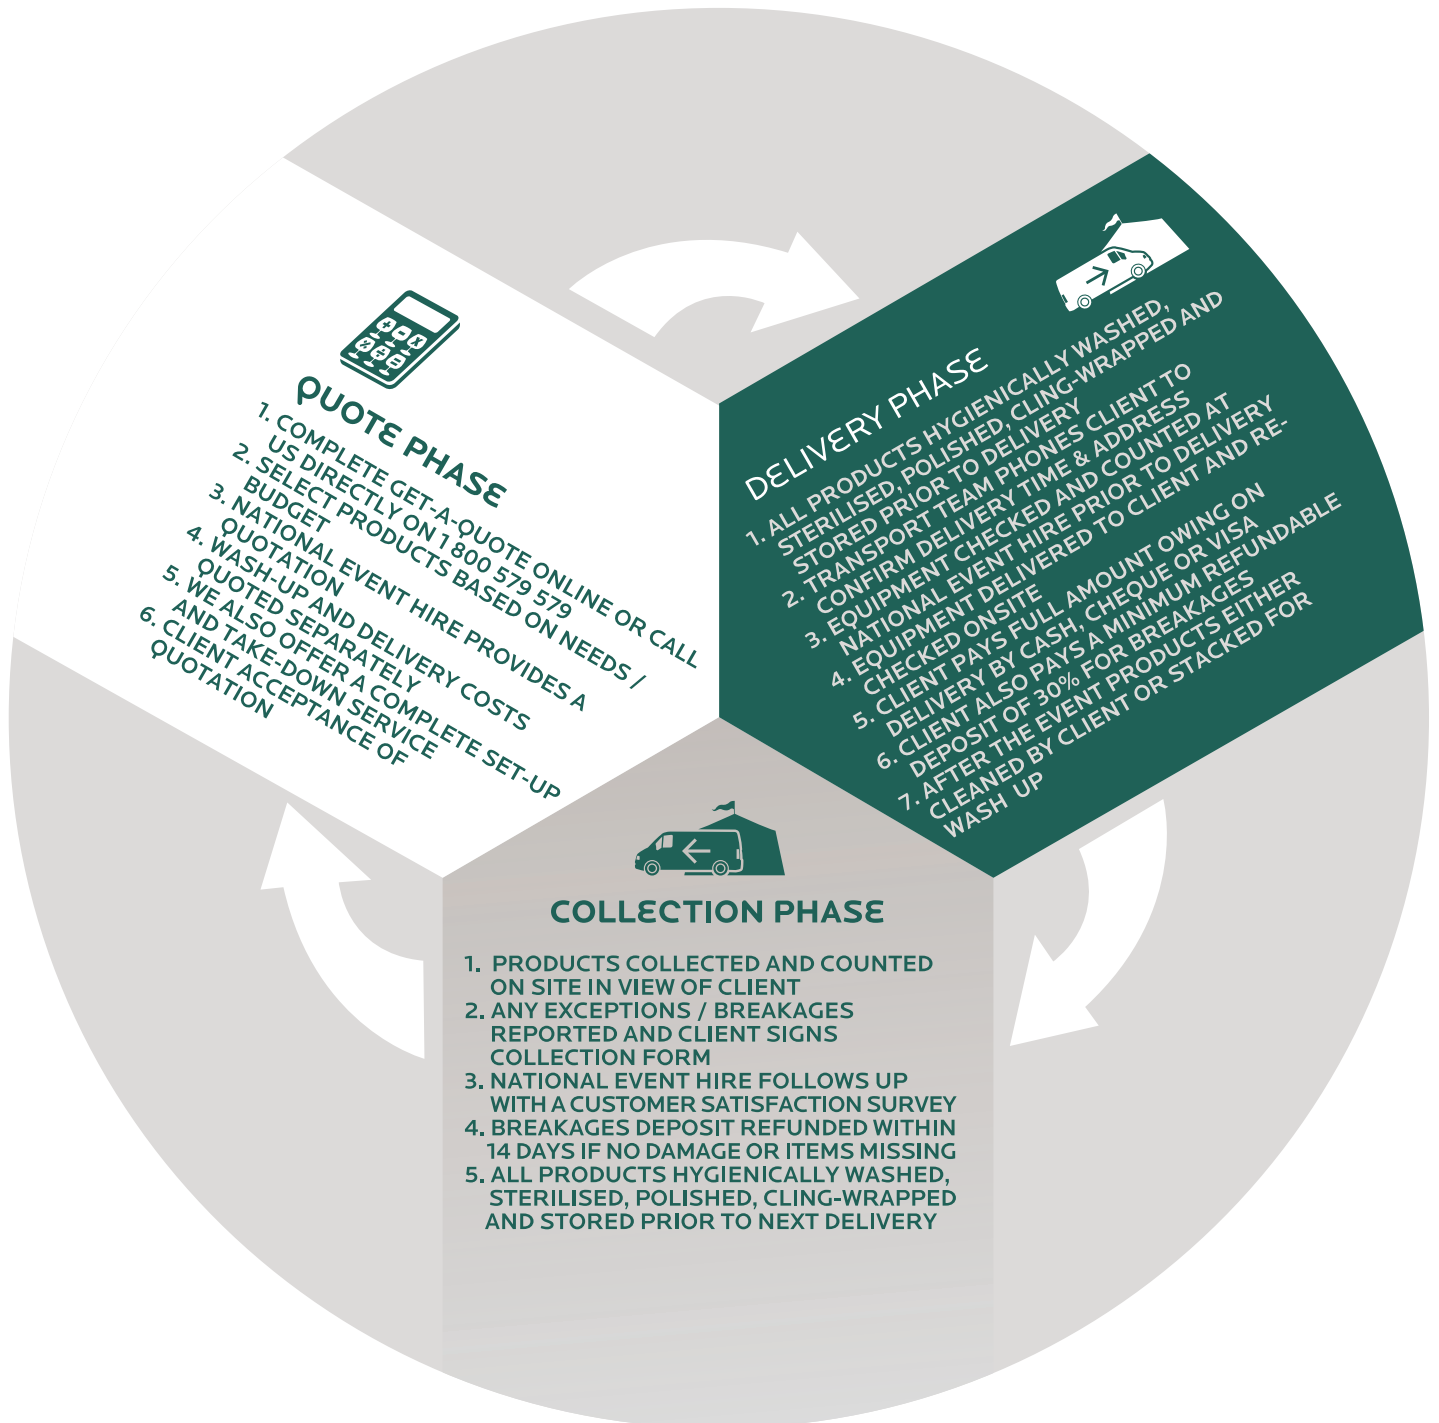 QUOTE PHASE
1. COMPLETE GET-A-QUOTE ONLINE OR CALL
US DIRECTLY ON 1 800 579 579
2. SELECT PRODUCTS BASED ON NEEDS /
BUDGET
3. NATIONAL EVENT HIRE PROVIDES A
QUOTATION
4. WASH-UP AND DELIVERY COSTS
QUOTED SEPARATELY
5. WE ALSO OFFER A COMPLETE SET-UP
AND TAKE-DOWN SERVICE
6. CLIENT ACCEPTANCE OF
QUOTATION
DELIVERY PHASE
1. ALL PRODUCTS HYGIENICALLY WASHED,
STERILISED, POLISHED, CLING-WRAPPED AND
STORED PRIOR TO DELIVERY
2. TRANSPORT TEAM PHONES CLIENT TO
CONFIRM DELIVERY TIME & ADDRESS
3. EQUIPMENT CHECKED AND COUNTED AT
NATIONAL EVENT HIRE PRIOR TO DELIVERY
4. EQUIPMENT DELIVERED TO CLIENT AND RE-
CHECKED ONSITE
5. CLIENT PAYS FULL AMOUNT OWING ON
DELIVERY BY CASH, CHEQUE OR VISA
6. CLIENT ALSO PAYS A MINIMUM REFUNDABLE
DEPOSIT OF 30% FOR BREAKAGES
7. AFTER THE EVENT PRODUCTS EITHER
CLEANED BY CLIENT OR STACKED FOR
WASH UP
COLLECTION PHASE
1. PRODUCTS COLLECTED AND COUNTED
ON SITE IN VIEW OF CLIENT
2. ANY EXCEPTIONS / BREAKAGES
REPORTED AND CLIENT SIGNS
COLLECTION FORM
3. NATIONAL EVENT HIRE FOLLOWS UP
WITH A CUSTOMER SATISFACTION SURVEY
4. BREAKAGES DEPOSIT REFUNDED WITHIN
14 DAYS IF NO DAMAGE OR ITEMS MISSING
5. ALL PRODUCTS HYGIENICALLY WASHED,
STERILISED, POLISHED, CLING-WRAPPED
AND STORED PRIOR TO NEXT DELIVERY